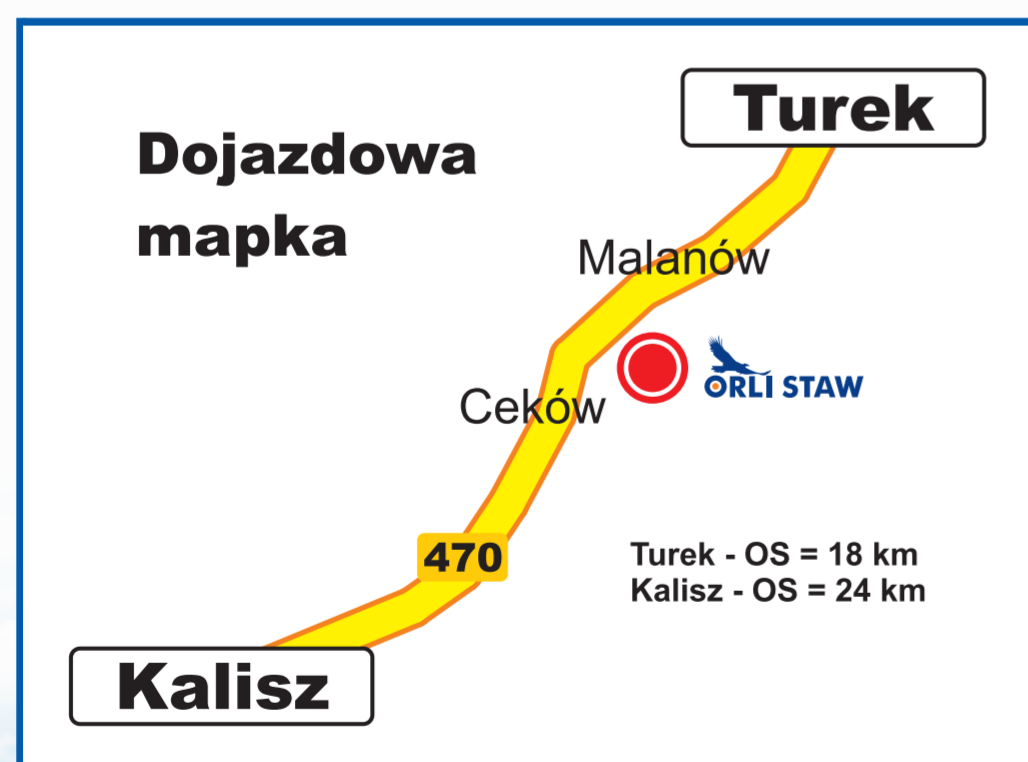 Dojazdowa
mapka
Turek
Malanów
ORLI STAW
Ceków
470
Turek - OS = 18 km
Kalisz - OS = 24 km
Kalisz